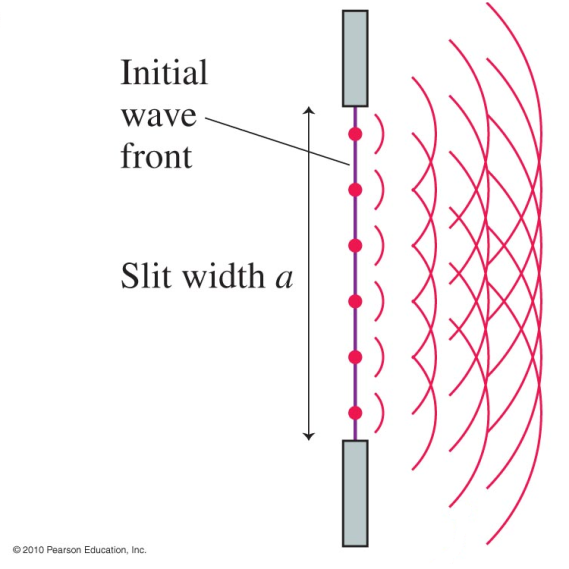 Initial
wave
front
Slit width a
© 2010 Pearson Education, Inc.